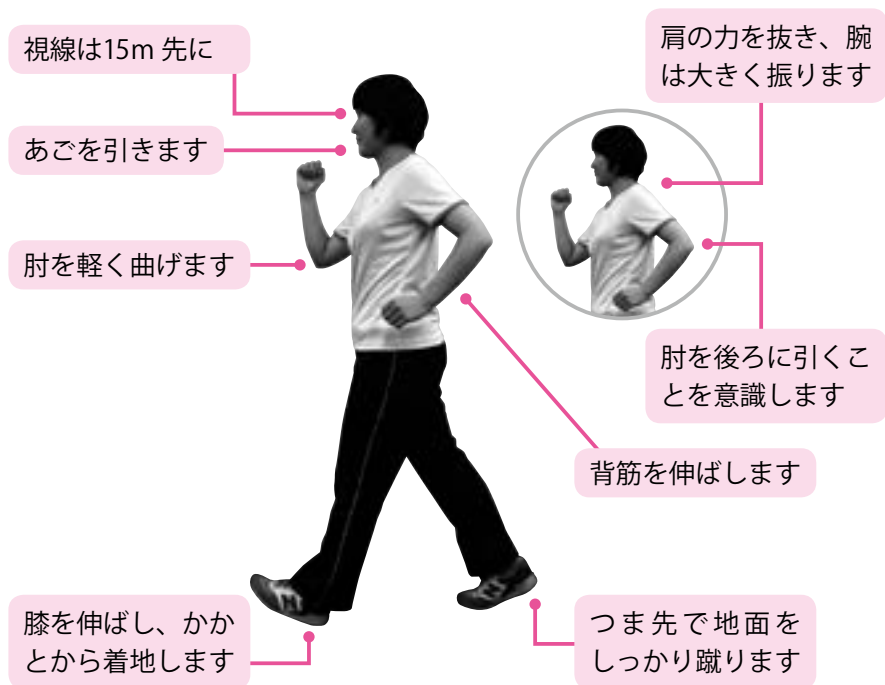 視線は15m 先に
あごを引きます
肘を軽く曲げます
膝を伸ばし、かか
とから着地します
肩の力を抜き、腕
は大きく振ります
肘を後ろに引くこ
とを意識します
背筋を伸ばします
つま先で地面を
しっかり蹴ります